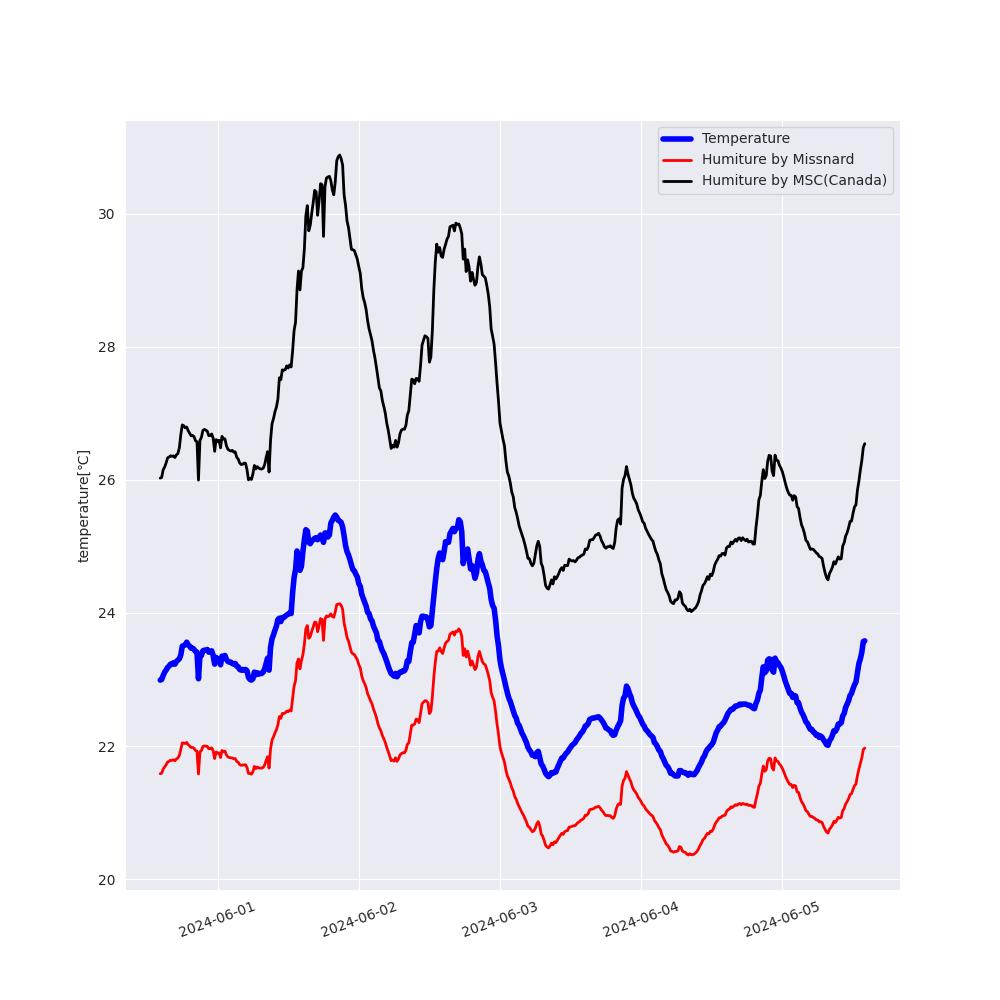 Temperature
Humiture by Missnard
Humiture by MSC(Canada)
30
28
26
24
22
20
temperature[℃]
2024-06-01
2024-06-02
2024-06-03
2024-06-04
2024-06-05